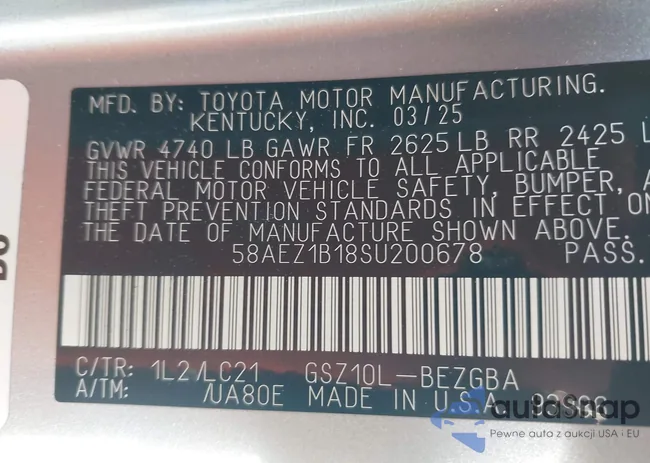 MFD. BY: TOYOTA MOTOR MANUFACTURING.
KENTUCKY, INC. 03/25
GVWR 4740 LB GAWR FR 2625 LB RR 2425 L
THIS VEHICLE CONFORMS TO ALL APPLICABLE
FEDERAL MOTOR VEHICLE SAFETY, BUMPER, A
THEFT PREVENTION STANDARDS IN EFFECT ON
THE DATE OF MANUFACTURE SHOWN ABOVE.
58AEZ1B18SU200678 PASS.
C/TR: 1L2/LC21 GSZ10L-BEZGBA
A/TM: /UA80E MADE IN U.S.A.
autoSnap
Pewne auta z aukcji USA i EU